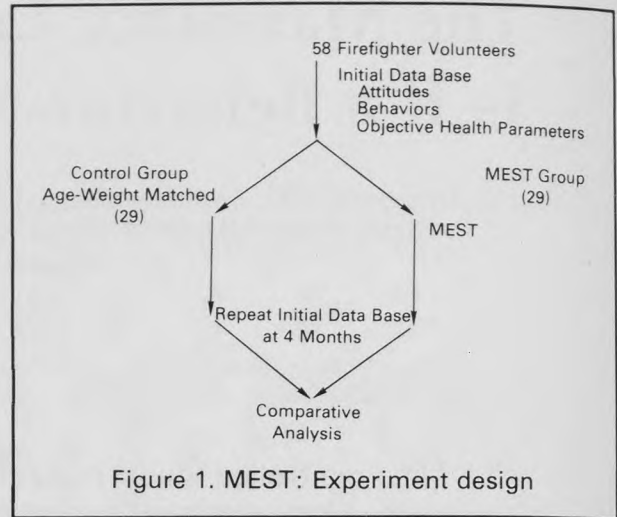 58 Firefighter Volunteers
Initial Data Base
Attitudes
Behaviors
Objective Health Parameters
Control Group
Age-Weight Matched
(29)
MEST Group
(29)
MEST
Repeat Initial Data Base
at 4 Months
Comparative
Analysis
Figure 1. MEST: Experiment design